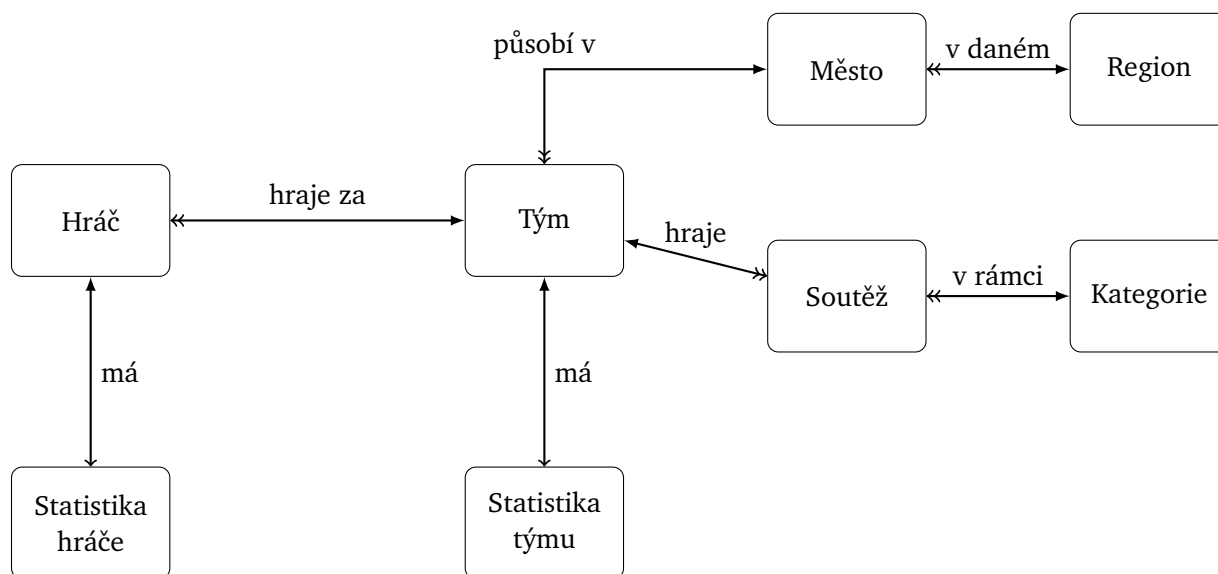 působí v
Město
v daném
Region
Hráč
hraje za
Tým
hraje
Soutěž
v rámci
Kategorie
má
má
Statistika
hráče
Statistika
týmu